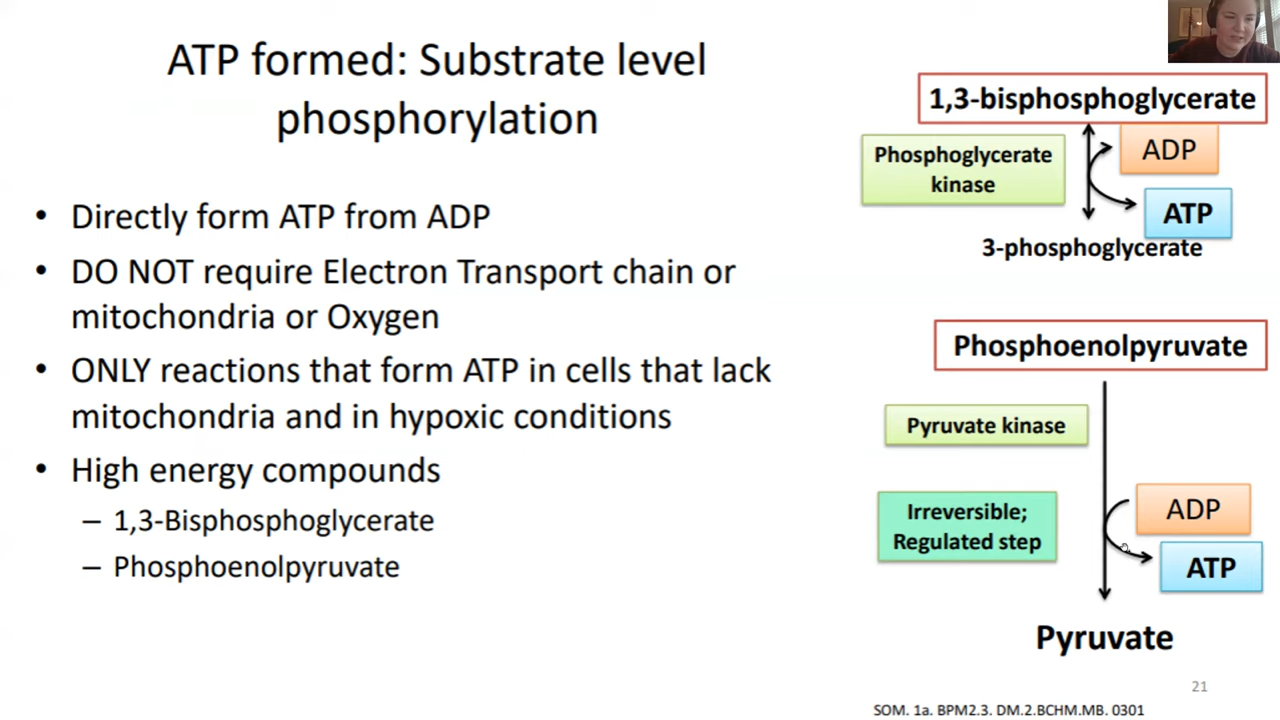 ATP formed: Substrate level
phosphorylation
• Directly form ATP from ADP
• DO NOT require Electron Transport chain or
mitochondria or Oxygen
• ONLY reactions that form ATP in cells that lack
mitochondria and in hypoxic conditions
• High energy compounds
– 1,3-Bisphosphoglycerate
– Phosphoenolpyruvate
1,3-bisphosphoglycerate
Phosphoglycerate
kinase
ADP
ATP
3-phosphoglycerate
Phosphoenolpyruvate
Pyruvate kinase
Irreversible;
Regulated step
ADP
ATP
Pyruvate
21
SOM. 1a. BPM2.3. DM.2.BCHM.MB. 0301